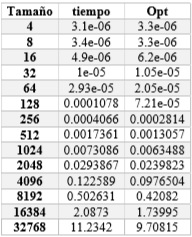 Tamaño tiempo Opt
4 3.1e-06 3.3e-06
8 3.4e-06 3.3e-06
16 4.9e-06 6.2e-06
32 1e-05 1.05e-05
64 2.93e-05 2.05e-05
128 0.0001078 7.21e-05
256 0.0004066 0.0002814
512 0.0017361 0.0013057
1024 0.0073086 0.0063488
2048 0.0293867 0.0239823
4096 0.122589 0.0976504
8192 0.502631 0.42082
16384 2.0873 1.73995
32768 11.2342 9.70815